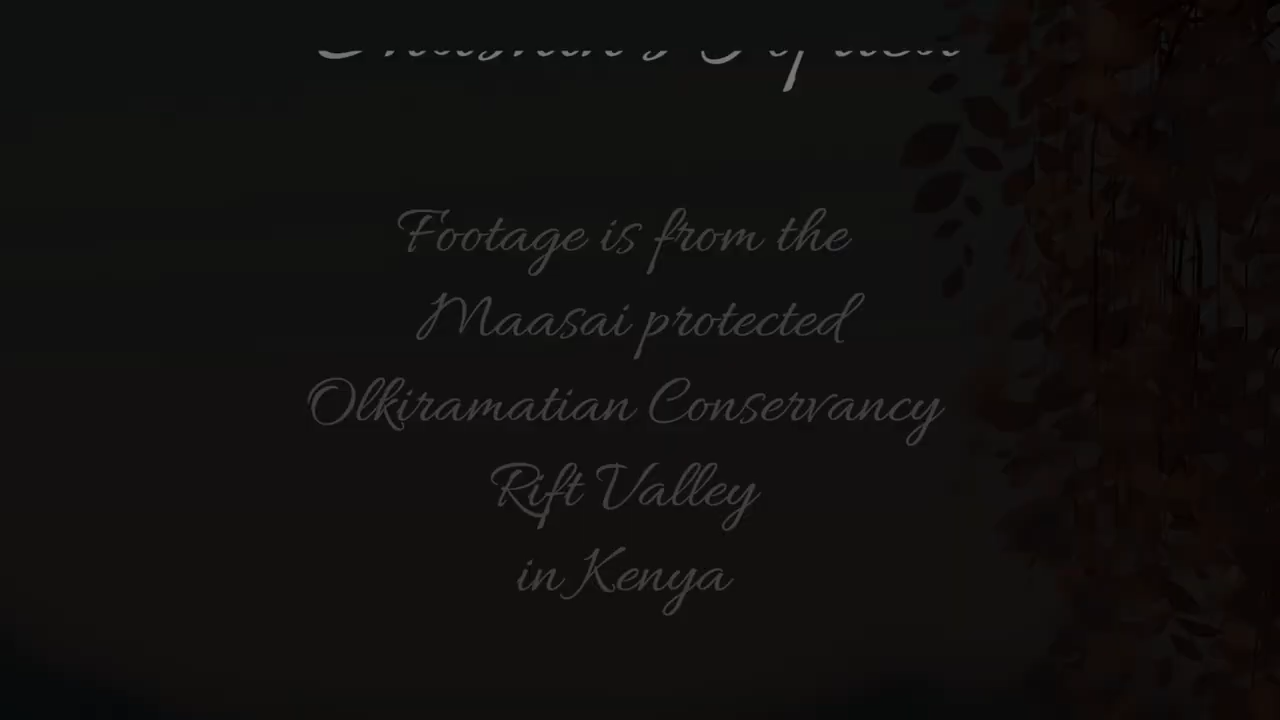 Footage is from the
Maasai protected
Olkiramatian Conservancy
Rift Valley
in Kenya